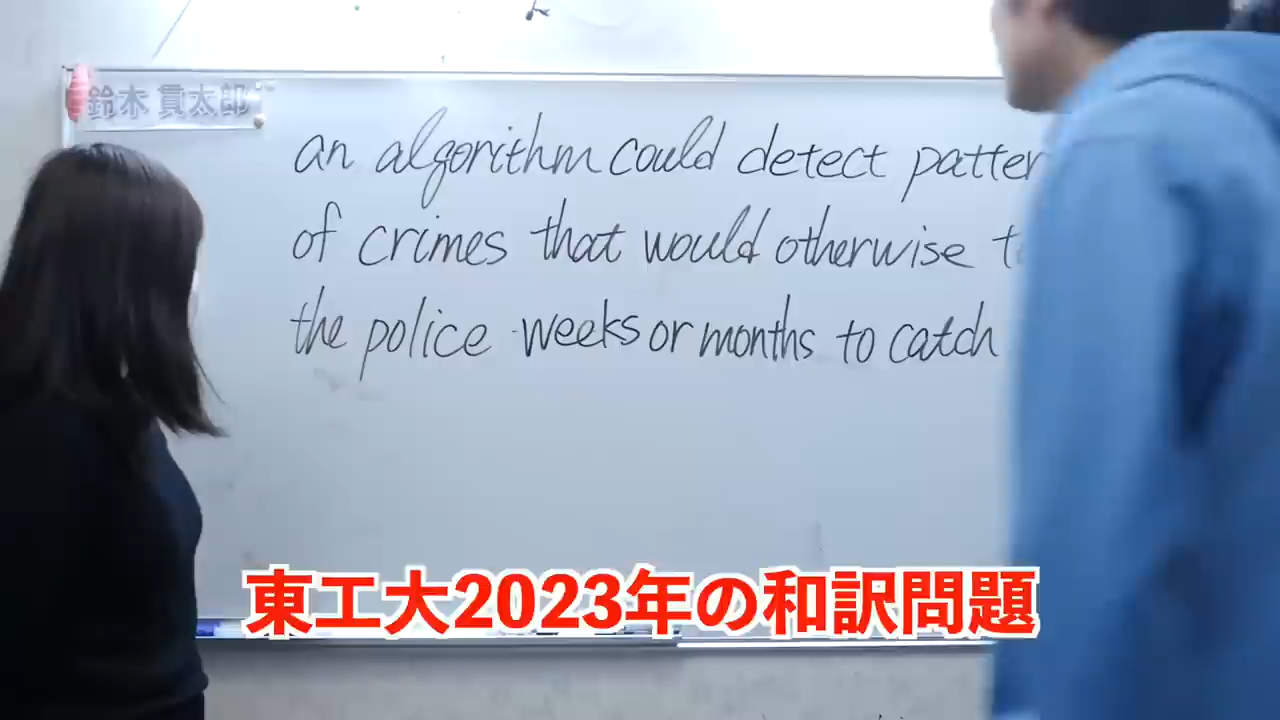 鈴木 貫太郎
an algorithm could detect patter
of crimes that would otherwise t
the police weeks or months to catch
東工大2023年の和訳問題